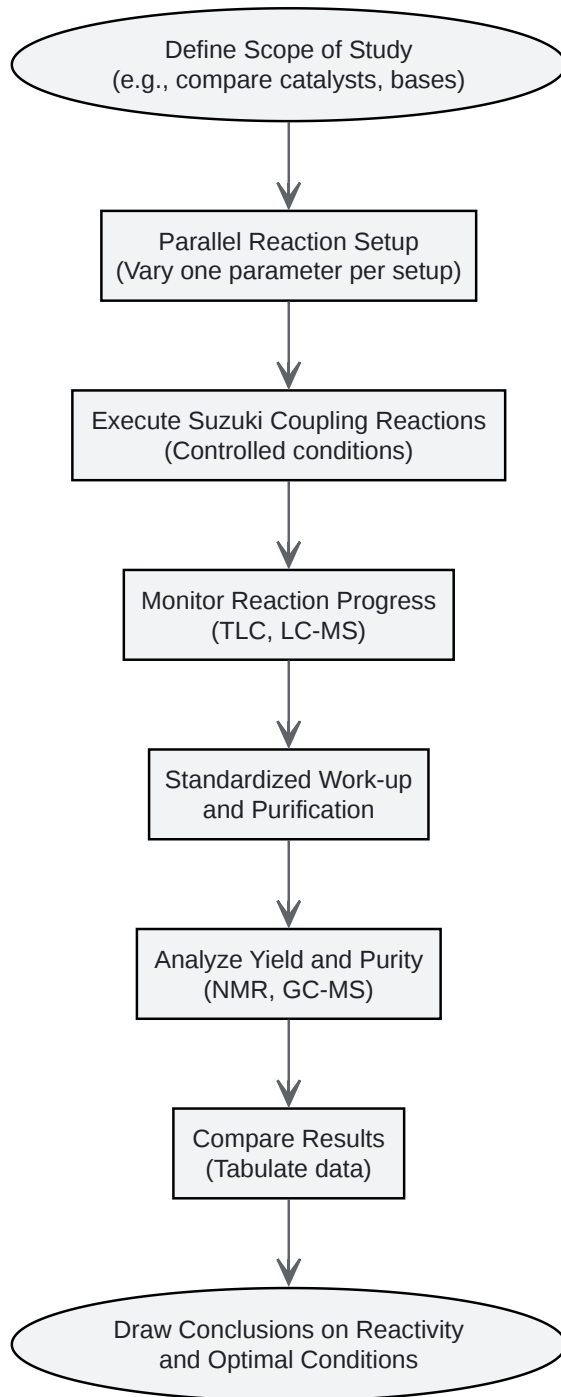 Define Scope of Study
(e.g., compare catalysts, bases)
Parallel Reaction Setup
(Vary one parameter per setup)
Execute Suzuki Coupling Reactions
(Controlled conditions)
Monitor Reaction Progress
(TLC, LC-MS)
Standardized Work-up
and Purification
Analyze Yield and Purity
(NMR, GC-MS)
Compare Results
(Tabulate data)
Draw Conclusions on Reactivity
and Optimal Conditions